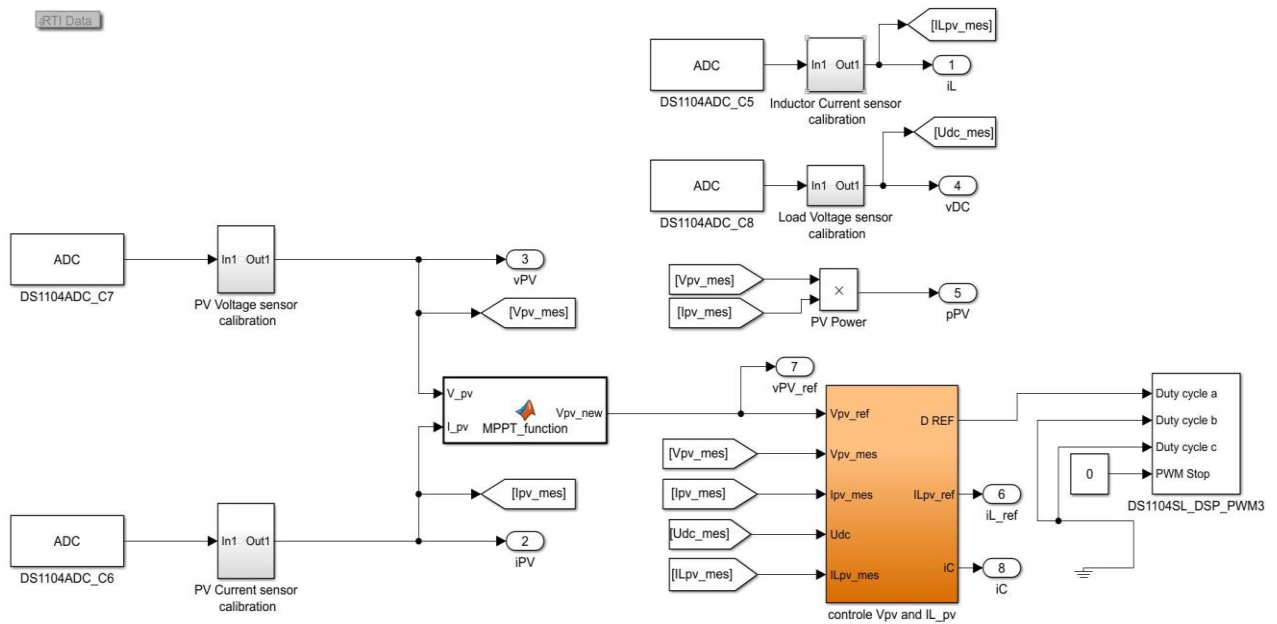 RTI Data
[ILpv_mes]
ADC
In1 Out1
1
iL
DS1104ADC_C5
Inductor Current sensor
calibration
[Udc_mes]
ADC
In1 Out1
4
vDC
DS1104ADC_C8
Load Voltage sensor
calibration
ADC
In1 Out1
3
vPV
DS1104ADC_C7
PV Voltage sensor
calibration
[Vpv_mes]
[Vpv_mes]
[Ipv_mes]
×
PV Power
5
pPV
V_pv
I_pv
Vpv_new
MPPT_function
7
vPV_ref
[Ipv_mes]
ADC
In1 Out1
2
iPV
DS1104ADC_C6
PV Current sensor
calibration
[Vpv_mes]
[Ipv_mes]
[Udc_mes]
[ILpv_mes]
Vpv_ref
Vpv_mes
Ipv_mes
Udc
ILpv_mes
D REF
ILpv_ref
iC
controle Vpv and IL_pv
6
iL_ref
8
iC
0
Duty cycle a
Duty cycle b
Duty cycle c
PWM Stop
DS1104SL_DSP_PWM3